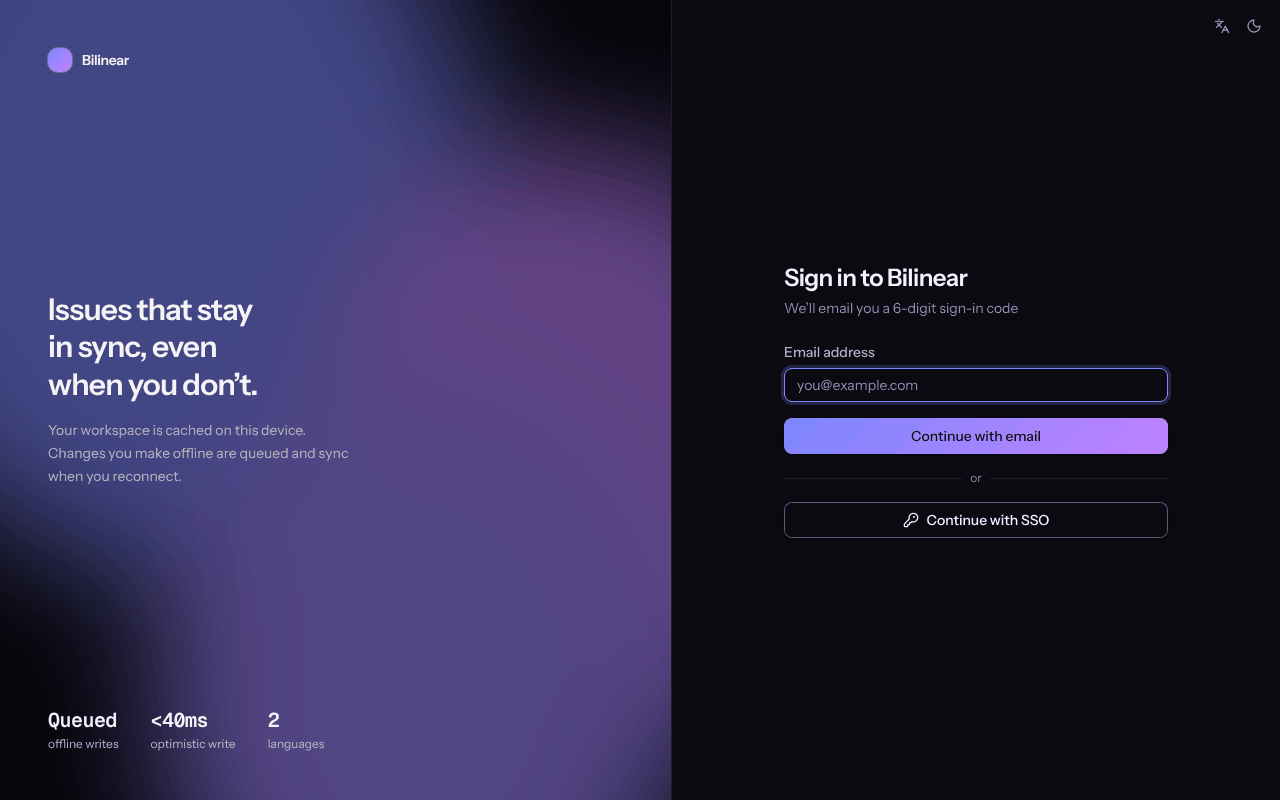 Bilinear
Issues that stay
in sync, even
when you don’t.
Your workspace is cached on this device.
Changes you make offline are queued and sync
when you reconnect.
Queued
offline writes
<40ms
optimistic write
2
languages
Sign in to Bilinear
We’ll email you a 6-digit sign-in code
Email address
you@example.com
Continue with email
or
Continue with SSO